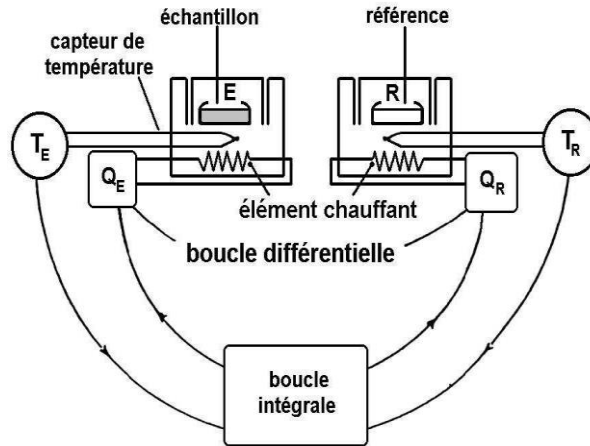 échantillon
référence
capteur de
température
E
R
T_E
T_R
Q_E
Q_R
élément chauffant
boucle différentielle
boucle
intégrale